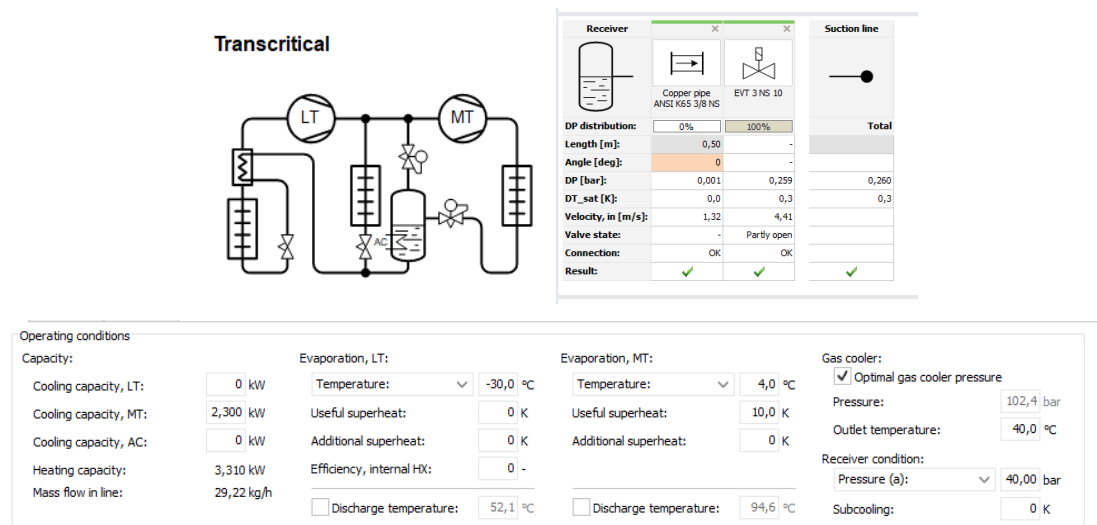 Transcritical
LT
MT
AC
Receiver
Suction line
Copper pipe
ANSI K65 3/8 NS
EVT 3 NS 10
DP distribution: 0% 100% Total
Length [m]: 0,50 -
Angle [deg]: 0 -
DP [bar]: 0,001 0,259 0,260
DT_sat [K]: 0,0 0,3 0,3
Velocity, in [m/s]: 1,32 4,41
Valve state: - Partly open
Connection: OK OK
Result:
Operating conditions
Capacity:
Cooling capacity, LT: 0 kW
Cooling capacity, MT: 2,300 kW
Cooling capacity, AC: 0 kW
Heating capacity: 3,310 kW
Mass flow in line: 29,22 kg/h
Evaporation, LT:
Temperature: -30,0 °C
Useful superheat: 0 K
Additional superheat: 0 K
Efficiency, internal HX: 0 -
Discharge temperature: 52,1 °C
Evaporation, MT:
Temperature: 4,0 °C
Useful superheat: 10,0 K
Additional superheat: 0 K
Discharge temperature: 94,6 °C
Gas cooler:
Optimal gas cooler pressure
Pressure: 102,4 bar
Outlet temperature: 40,0 °C
Receiver condition:
Pressure (a): 40,00 bar
Subcooling: 0 K